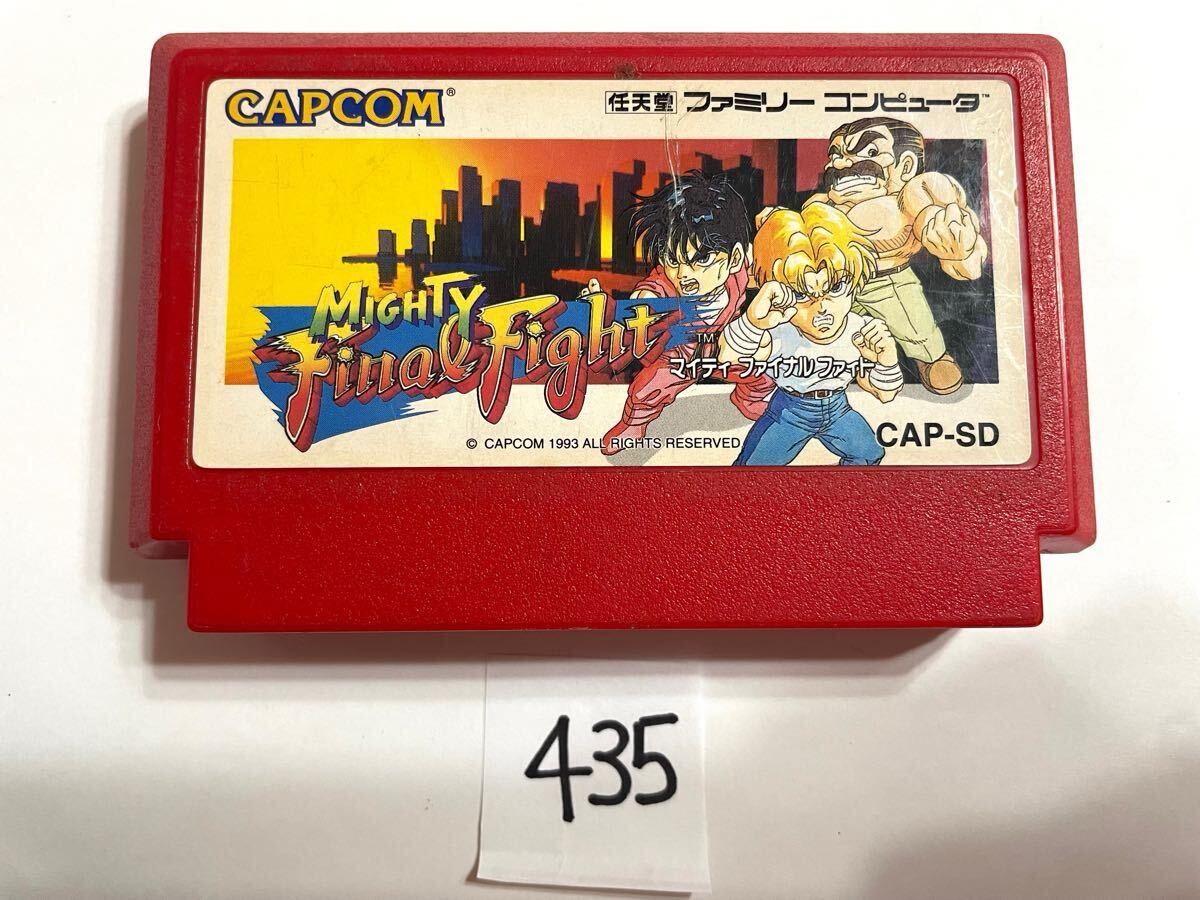 CAPCOM®
任天堂 ファミリー コンピュータ™
MIGHTY
Final Fight
TM
マイティ ファイナル ファイト
© CAPCOM 1993 ALL RIGHTS RESERVED.
CAP-SD
435